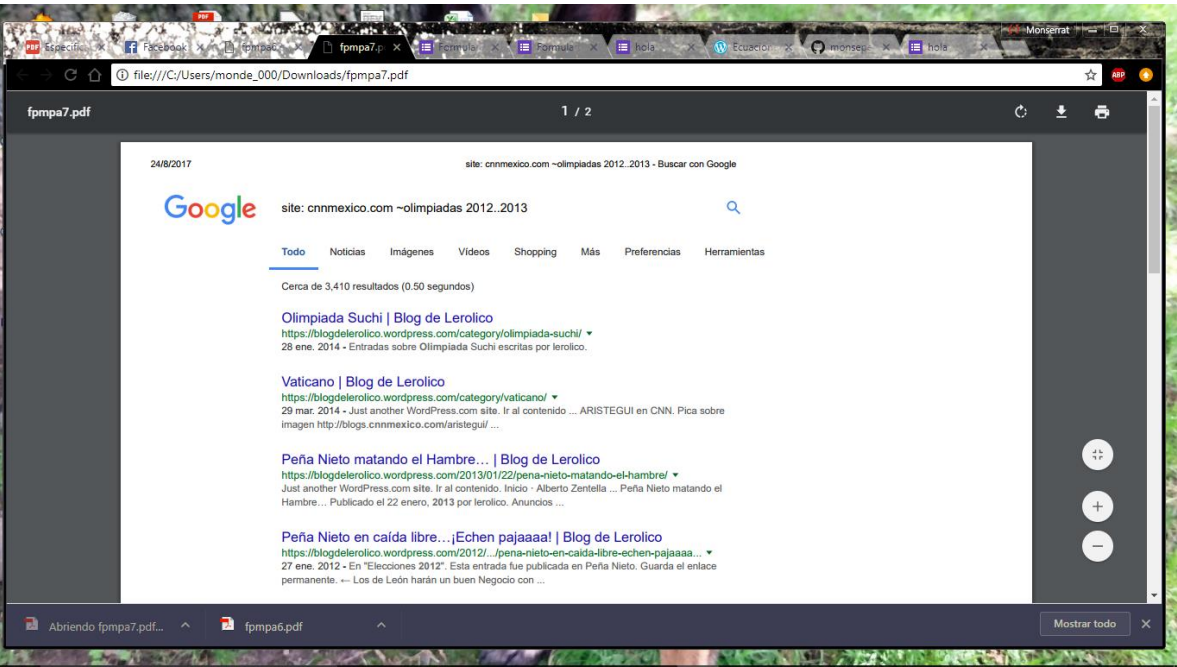 PDF
Específic
Facebook
fpmpa
fpmpa7.p
Formula
Formula
hola
Ecuacion
monser
hola
Monserrat
file:///C:/Users/monde_000/Downloads/fpmpa7.pdf
ABP
fpmpa7.pdf
1 / 2
24/8/2017
site: cnnmexico.com ~olimpiadas 2012..2013 - Buscar con Google
Google
site: cnnmexico.com ~olimpiadas 2012..2013
Todo Noticias Imágenes Vídeos Shopping Más Preferencias Herramientas
Cerca de 3,410 resultados (0.50 segundos)
Olimpiada Suchi | Blog de Lerolico
https://blogdelerolico.wordpress.com/category/olimpiada-suchi/
28 ene. 2014 - Entradas sobre Olimpiada Suchi escritas por lerolico.
Vaticano | Blog de Lerolico
https://blogdelerolico.wordpress.com/category/vaticano/
29 mar. 2014 - Just another WordPress.com site. Ir al contenido ... ARISTEGUI en CNN. Pica sobre
imagen http://blogs.cnnmexico.com/aristegui/ ...
Peña Nieto matando el Hambre… | Blog de Lerolico
https://blogdelerolico.wordpress.com/2013/01/22/pena-nieto-matando-el-hambre/
Just another WordPress.com site. Ir al contenido. Inicio · Alberto Zentella ... Peña Nieto matando el
Hambre… Publicado el 22 enero, 2013 por lerolico. Anuncios ...
Peña Nieto en caída libre…¡Echen pajaaaa! | Blog de Lerolico
https://blogdelerolico.wordpress.com/2012/.../pena-nieto-en-caida-libre-echen-pajaaaa...
27 ene. 2012 - En "Elecciones 2012". Esta entrada fue publicada en Peña Nieto. Guarda el enlace
permanente. ← Los de León harán un buen Negocio con ...
Abriendo fpmpa7.pdf...
fpmpa6.pdf
Mostrar todo